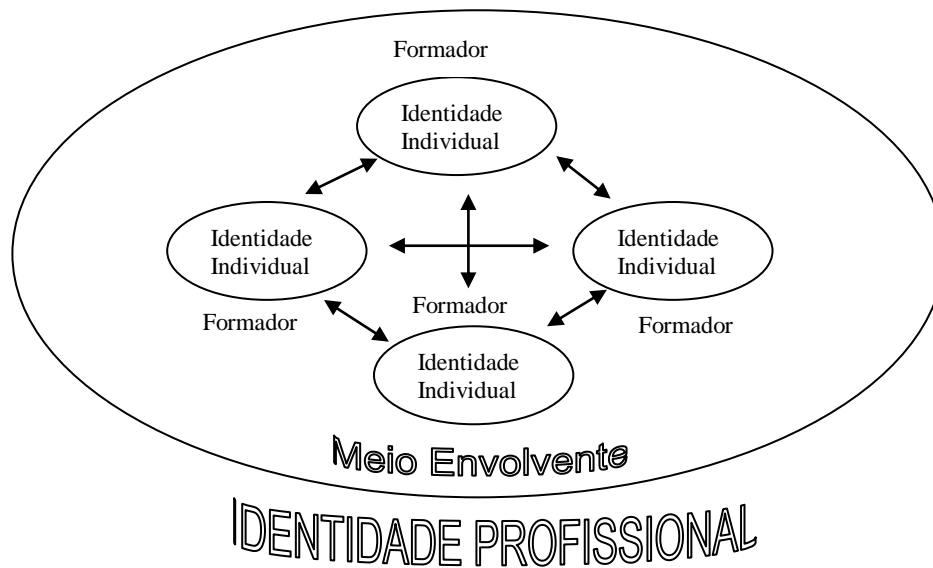 Formador
Identidade
Individual
Identidade
Individual
Identidade
Individual
Formador
Formador
Formador
Identidade
Individual
Meio Envolvente
IDENTIDADE PROFISSIONAL